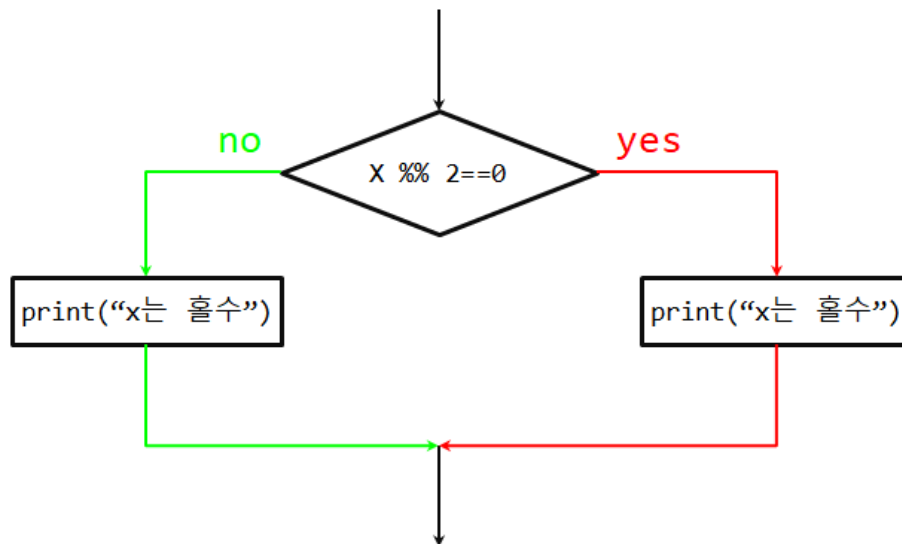 no
yes
X %% 2==0
print(“x는 홀수”)
print(“x는 홀수”)